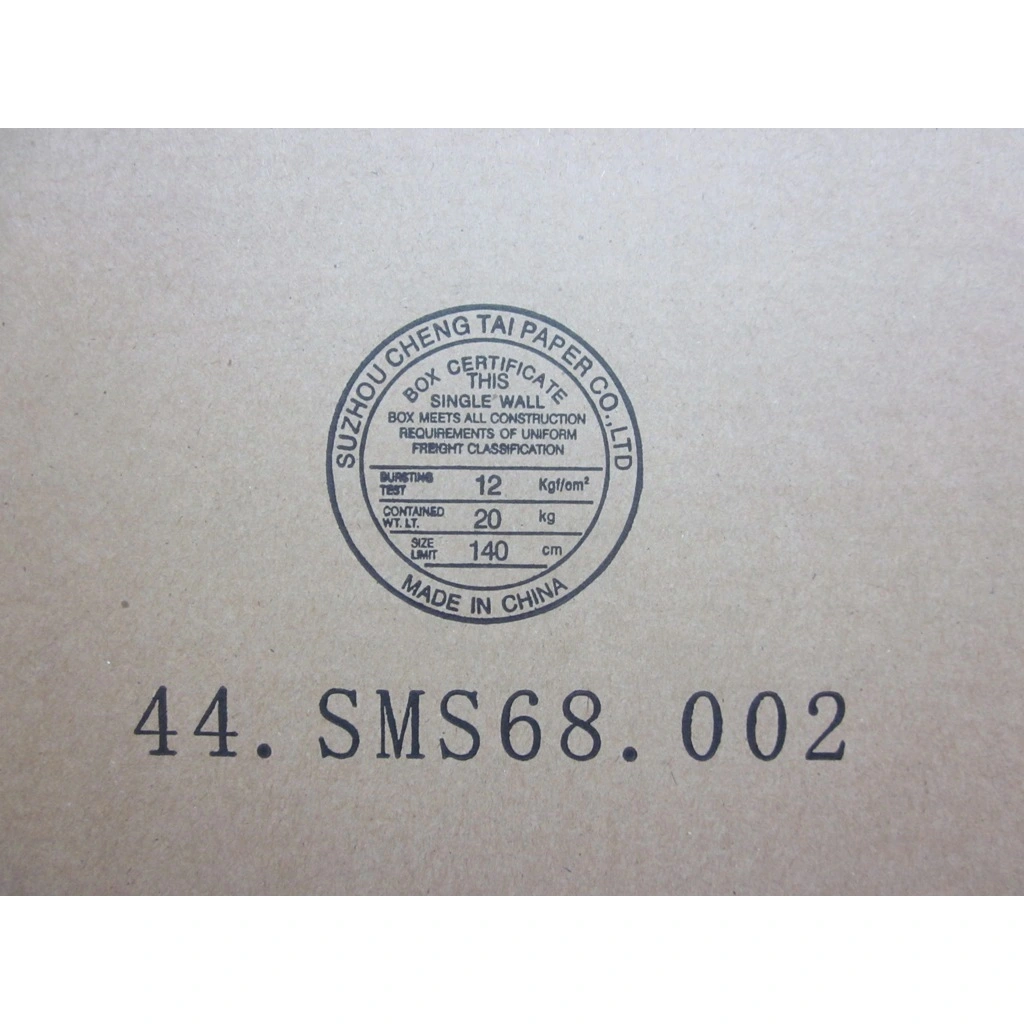 SUZHOU CHENG TAI PAPER CO.,LTD
BOX CERTIFICATE
THIS
SINGLE WALL
BOX MEETS ALL CONSTRUCTION
REQUIREMENTS OF UNIFORM
FREIGHT CLASSIFICATION
BURSTING TEST 12 Kgf/cm²
CONTAINED WT. LT. 20 kg
SIZE LIMIT 140 cm
MADE IN CHINA
44.SMS68.002